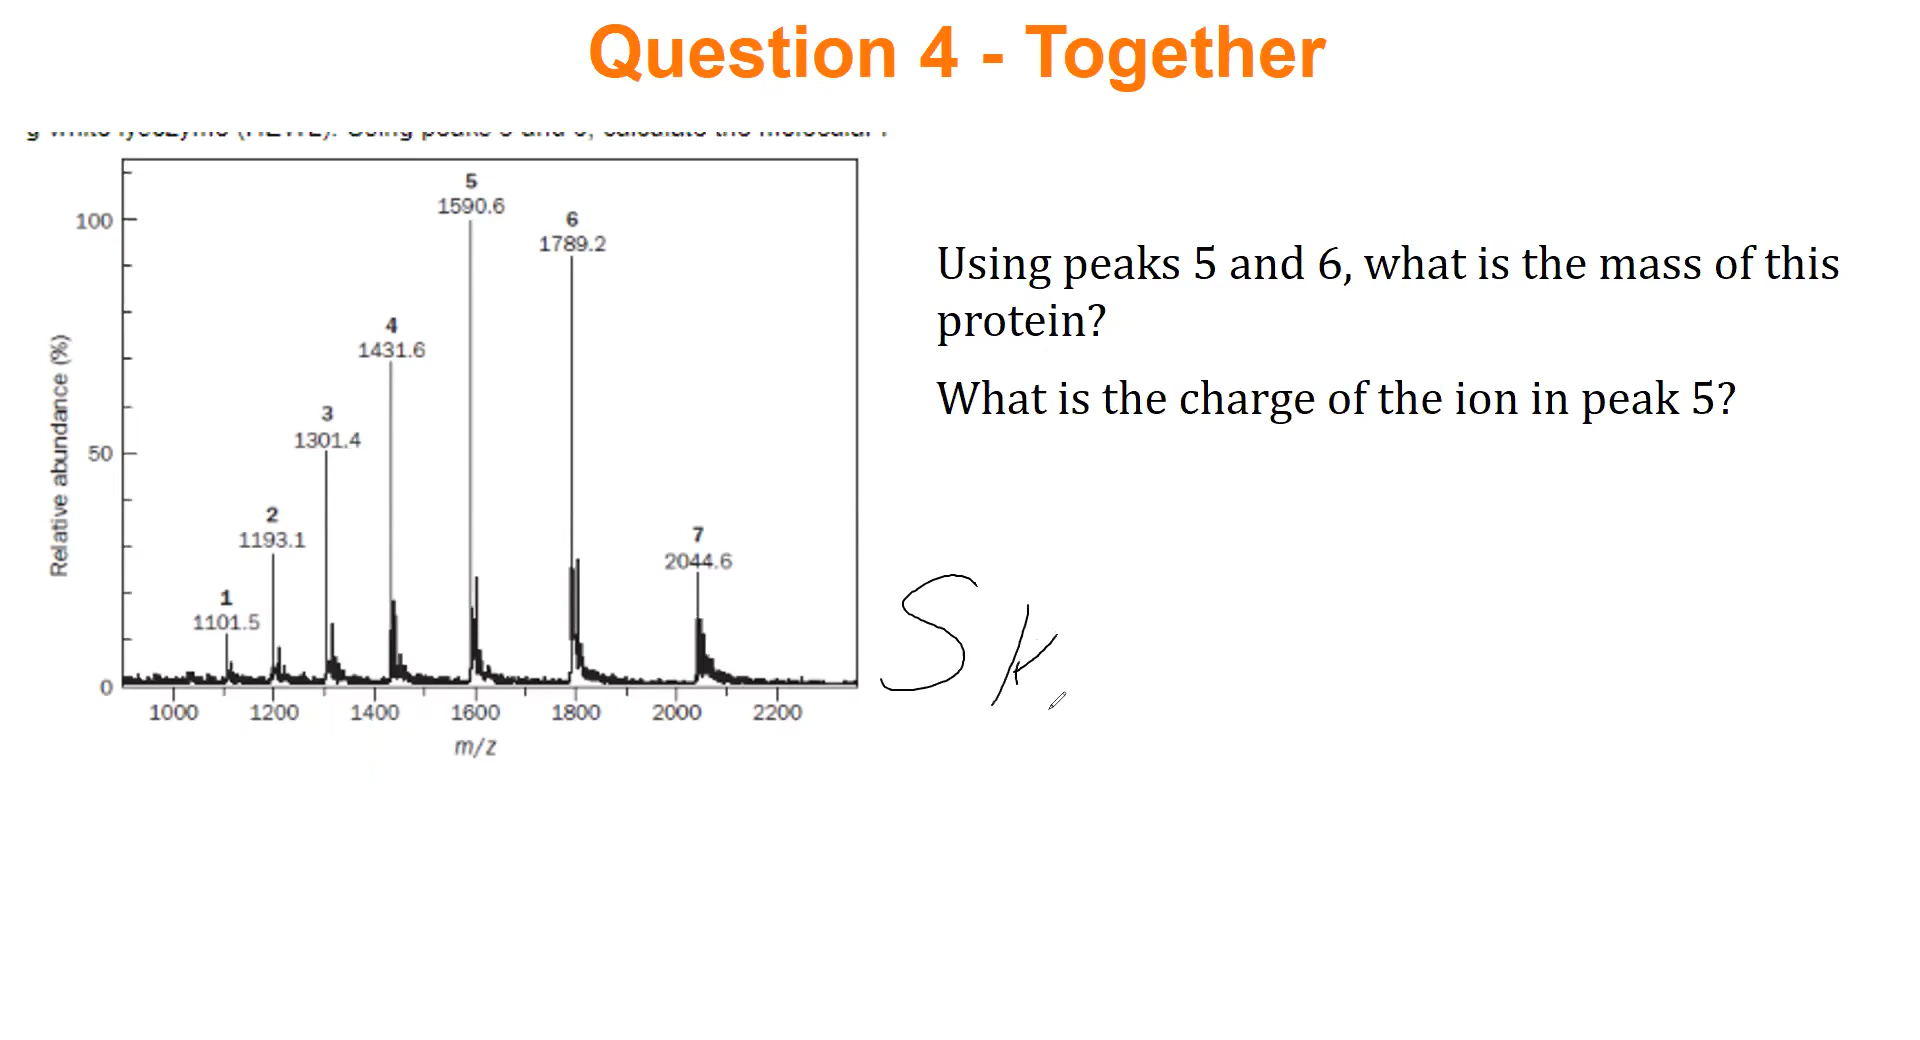 Question 4 - Together
5
1590.6
6
1789.2
100
4
1431.6
3
1301.4
50
2
1193.1
7
2044.6
1
1101.5
0
1000 1200 1400 1600 1800 2000 2200
m/z
Relative abundance (%)
Using peaks 5 and 6, what is the mass of this
protein?
What is the charge of the ion in peak 5?